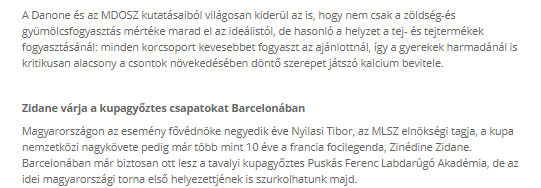 A Danone és az MDOSZ kutatásaiból világosan kiderül az is, hogy nem csak a zöldség-és
gyümölcsfogyasztás mértéke marad el az ideálistól, de hasonló a helyzet a tej- és tejtermékek
fogyasztásánál: minden korcsoport kevesebbet fogyaszt az ajánlottnál, így a gyerekek harmadánál is
kritikusan alacsony a csontok növekedésében döntő szerepet játszó kalcium bevitele.
Zidane várja a kupagyőztes csapatokat Barcelonában
Magyarországon az esemény fővédnöke negyedik éve Nyilasi Tibor, az MLSZ elnökségi tagja, a kupa
nemzetközi nagykövete pedig már több mint 10 éve a francia focilegenda, Zinédine Zidane.
Barcelonában már biztosan ott lesz a tavalyi kupagyőztes Puskás Ferenc Labdarúgó Akadémia, de az
idei magyarországi torna első helyezettjének is szurkolhatunk majd.